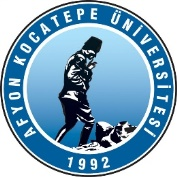 AFYON KOCATEPE ÜNİVERSİTESİ
1992